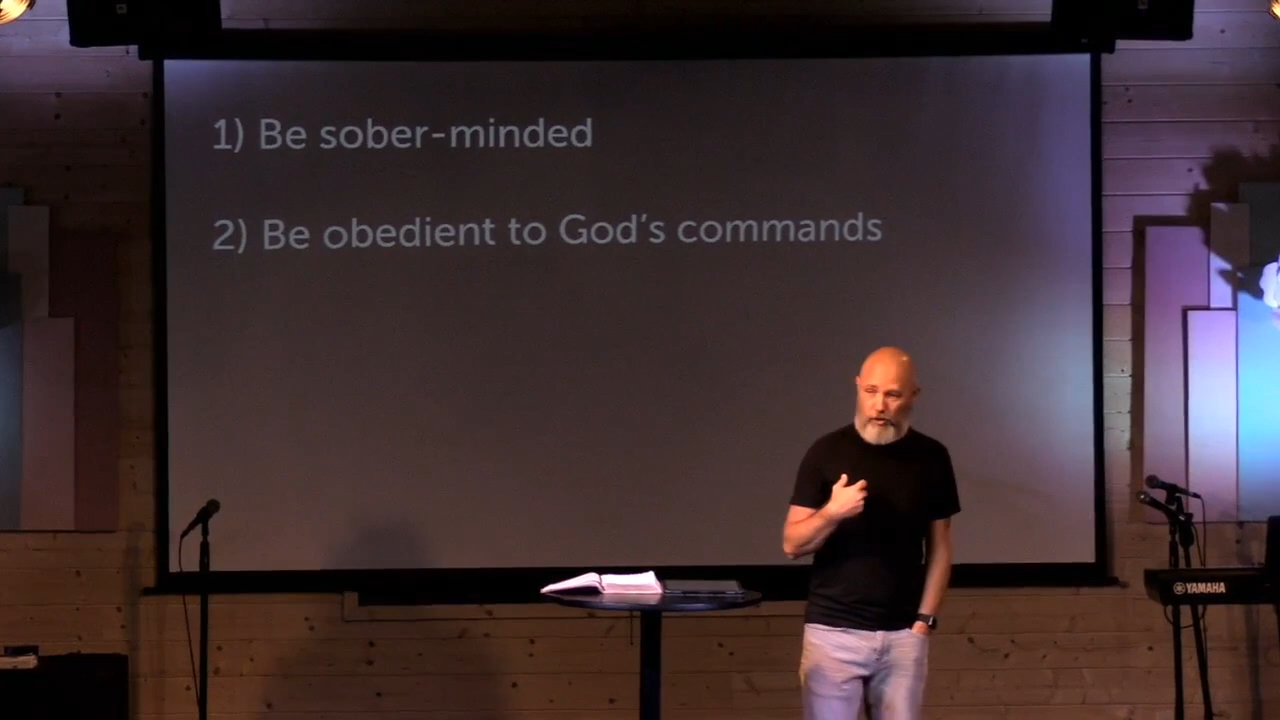 1) Be sober-minded
2) Be obedient to God's commands
YAMAHA